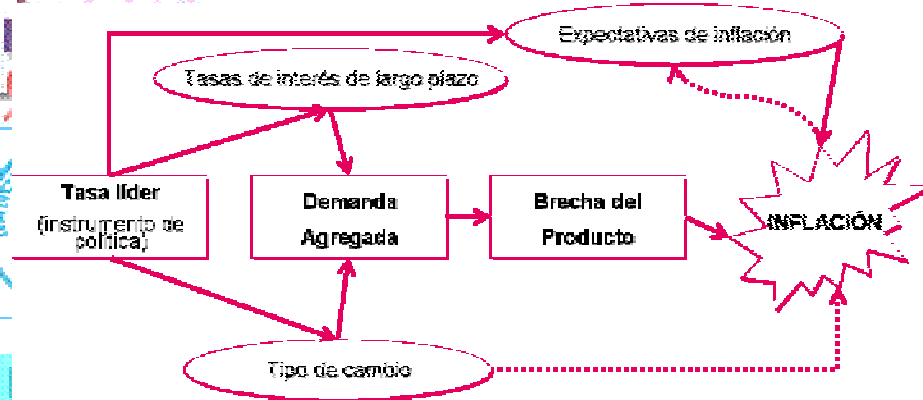 Expectativas de inflación
Tasas de interés de largo plazo
Tasa líder
(instrumento de
política)
Demanda
Agregada
Brecha del
Producto
INFLACIÓN
Tipo de cambio